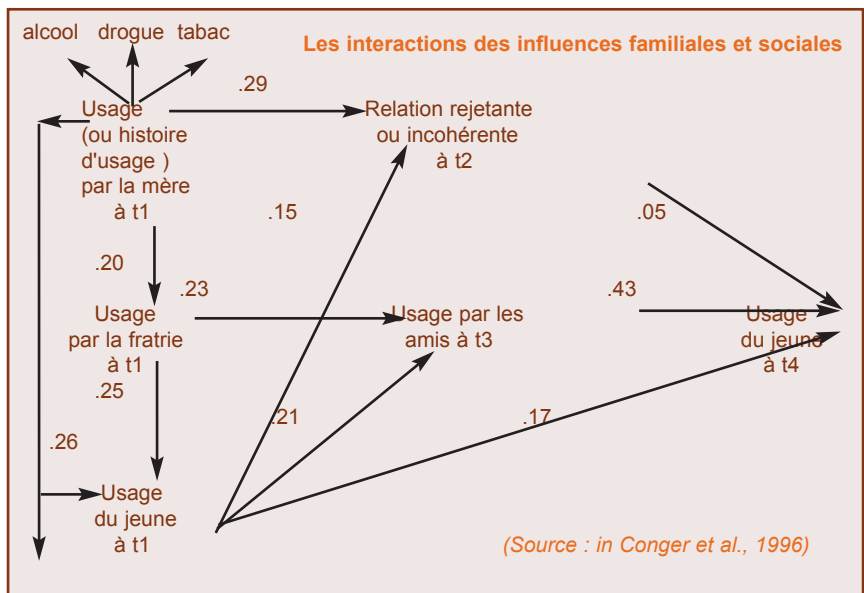 alcool drogue tabac
Les interactions des influences familiales et sociales
.29
Usage
(ou histoire
d'usage )
par la mère
à t1
Relation rejetante
ou incohérente
à t2
.15
.05
.20
.23
.43
Usage
par la fratrie
à t1
Usage par les
amis à t3
Usage
du jeune
à t4
.25
.21
.17
.26
Usage
du jeune
à t1
(Source : in Conger et al., 1996)